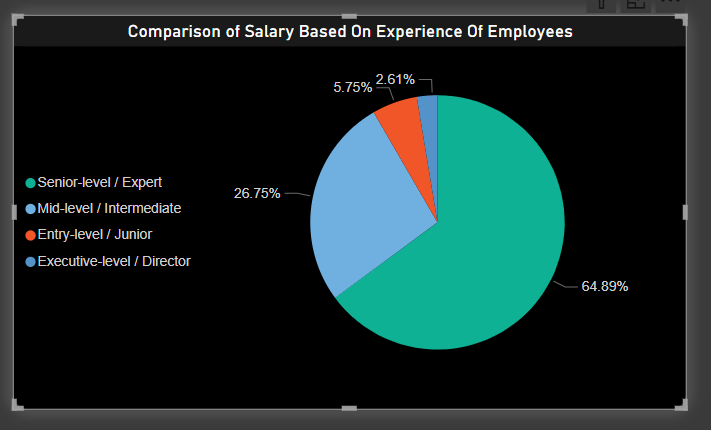 Comparison of Salary Based On Experience Of Employees
5.75%
2.61%
Senior-level / Expert
26.75%
Mid-level / Intermediate
Entry-level / Junior
Executive-level / Director
64.89%